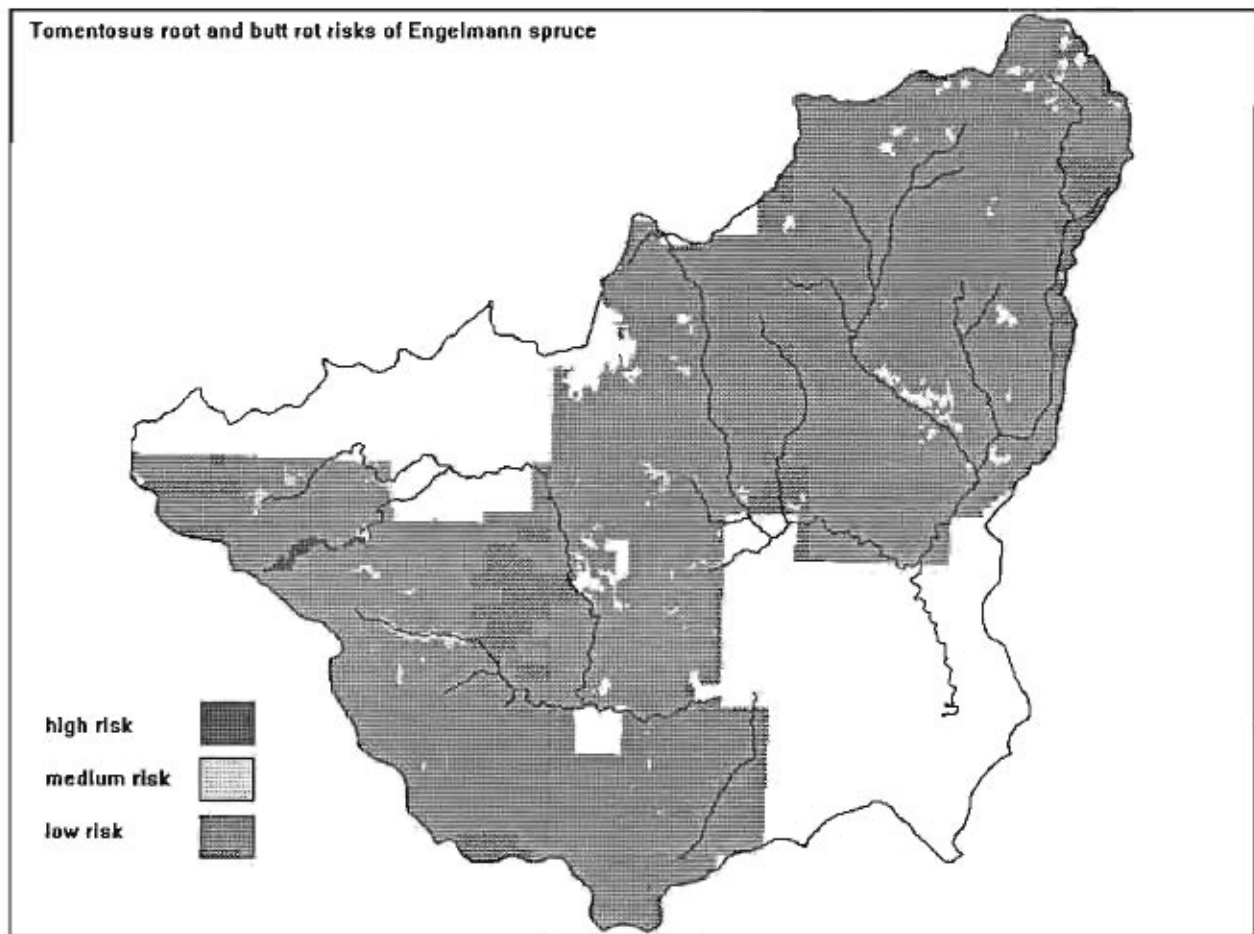 Tomentosus root and butt rot risks of Engelmann spruce
high risk
medium risk
low risk